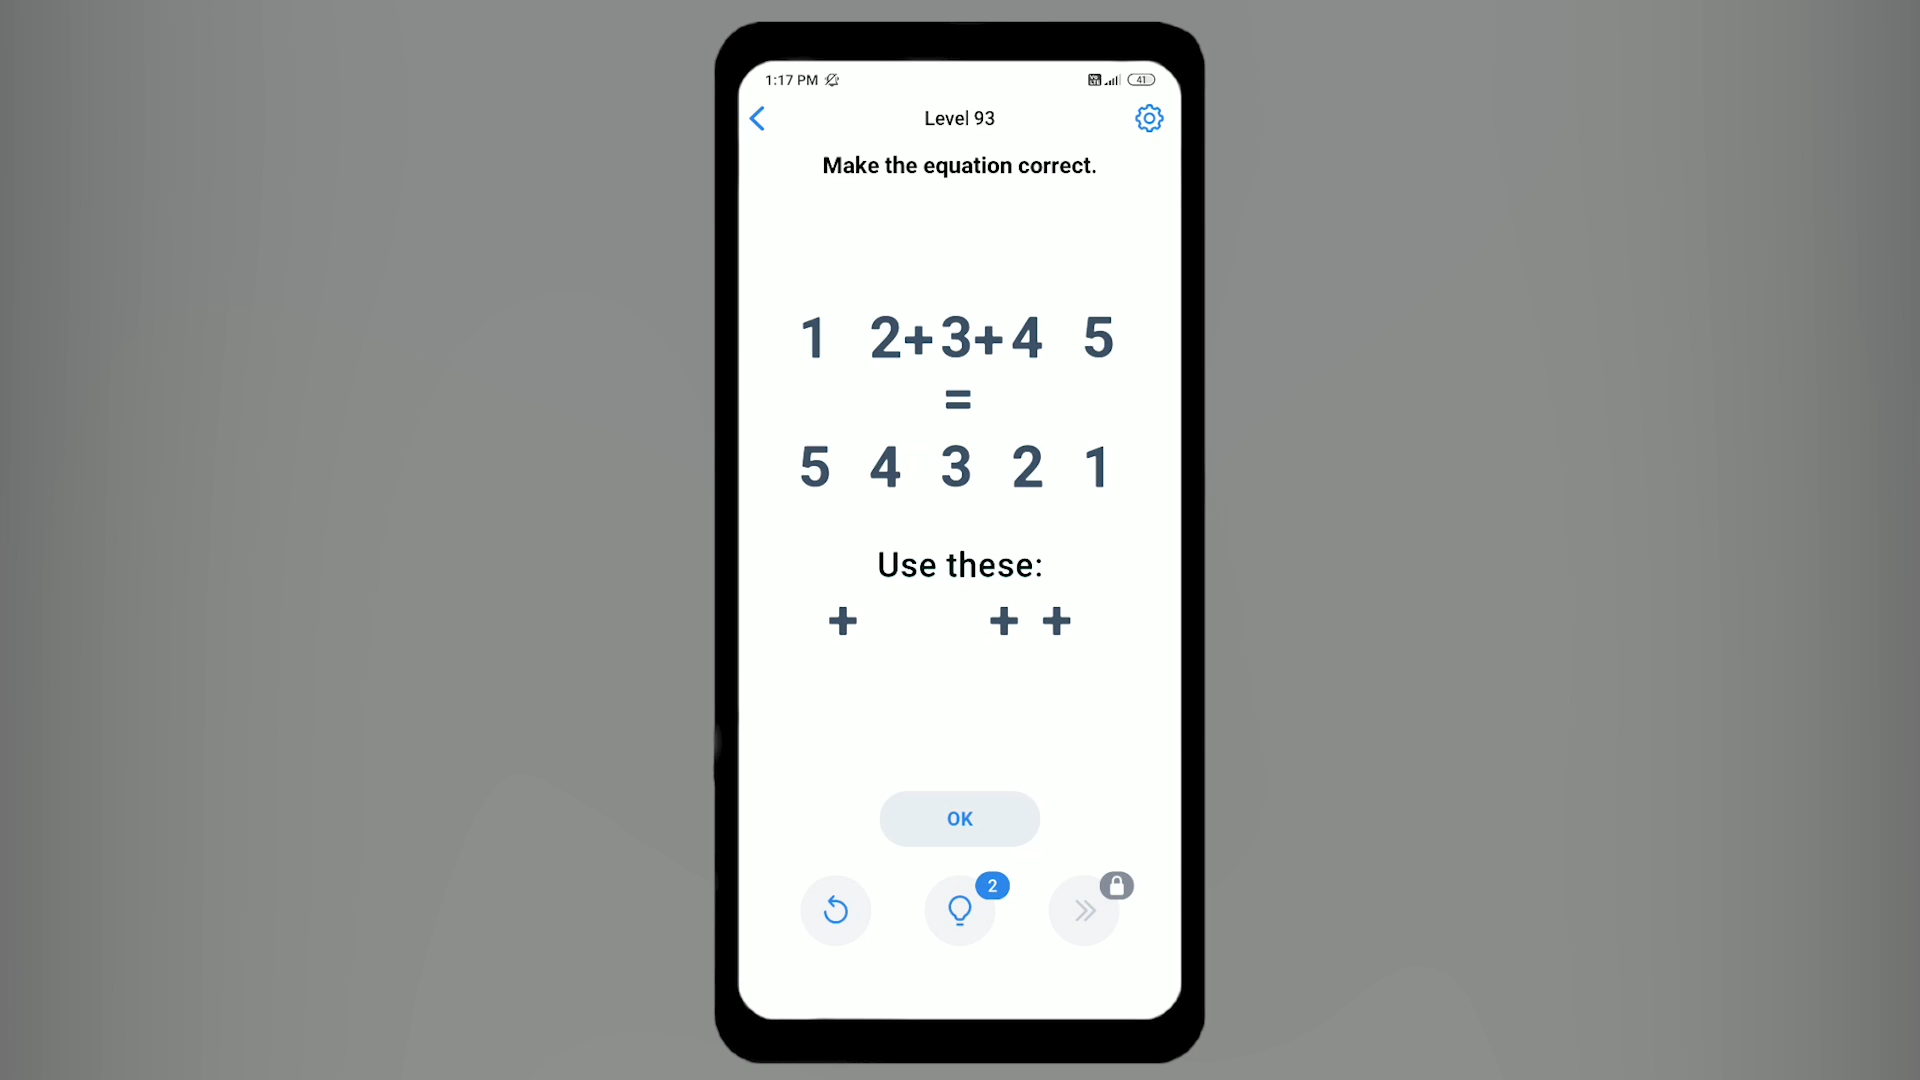 1:17 PM 41
Level 93
Make the equation correct.
1 2+3+4 5
=
5 4 3 2 1
Use these:
+ + +
OK
2